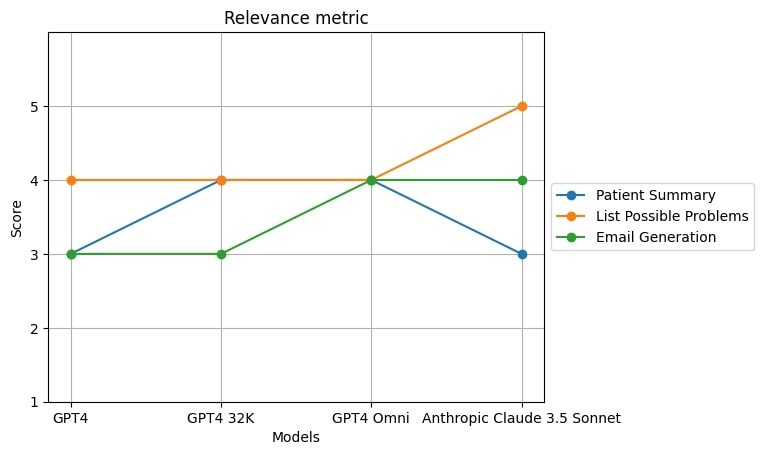 Relevance metric
Score
5
4
3
2
1
GPT4
GPT4 32K
GPT4 Omni
Anthropic Claude 3.5 Sonnet
Models
Patient Summary
List Possible Problems
Email Generation